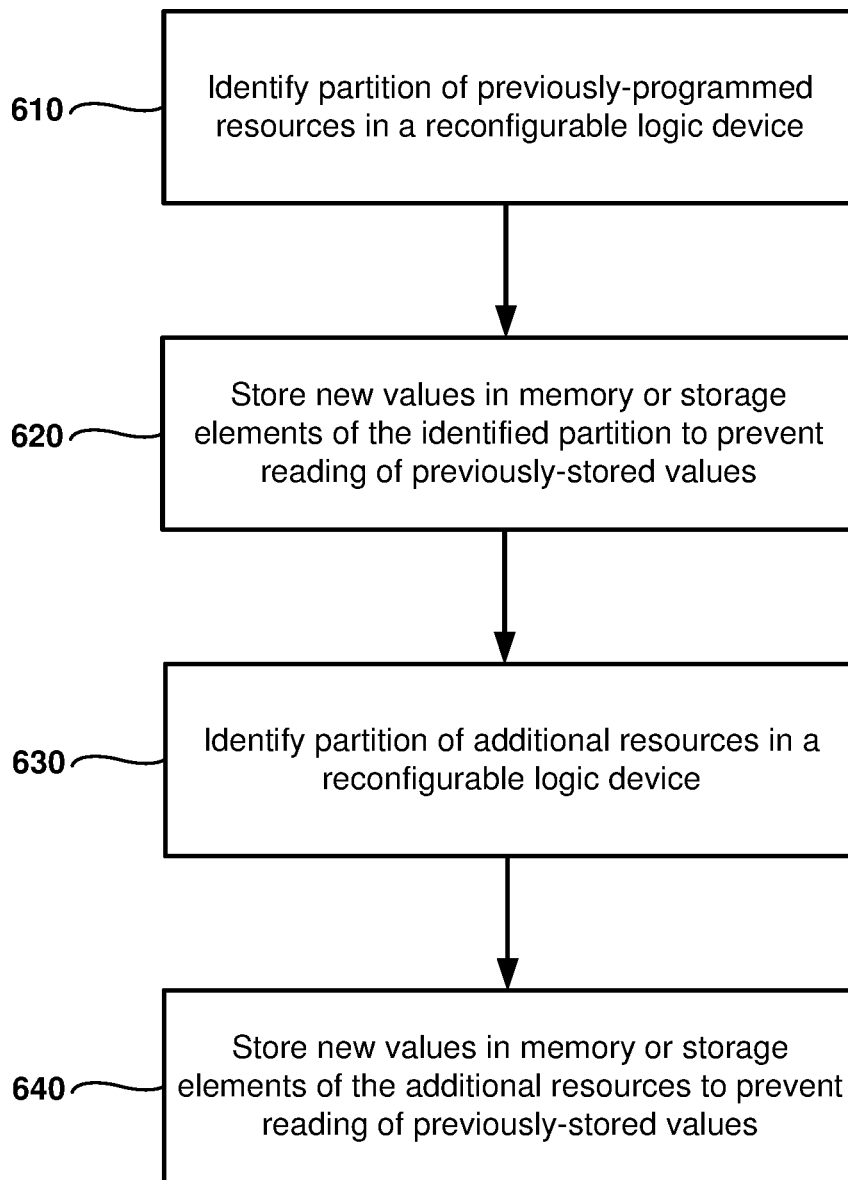 610
Identify partition of previously-programmed
resources in a reconfigurable logic device
620
Store new values in memory or storage
elements of the identified partition to prevent
reading of previously-stored values
630
Identify partition of additional resources in a
reconfigurable logic device
640
Store new values in memory or storage
elements of the additional resources to prevent
reading of previously-stored values